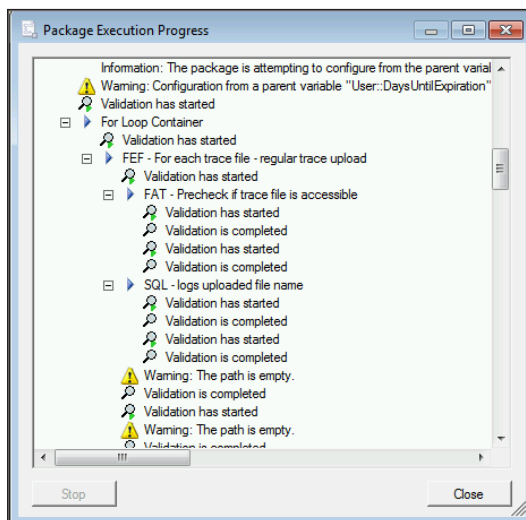 Package Execution Progress
Information: The package is attempting to configure from the parent varial
Warning: Configuration from a parent variable "User::DaysUntilExpiration"
Validation has started
For Loop Container
Validation has started
FEF - For each trace file - regular trace upload
Validation has started
FAT - Precheck if trace file is accessible
Validation has started
Validation is completed
Validation has started
Validation is completed
SQL - logs uploaded file name
Validation has started
Validation is completed
Validation has started
Validation is completed
Warning: The path is empty.
Validation is completed
Validation has started
Warning: The path is empty.
Validation is completed
Stop
Close